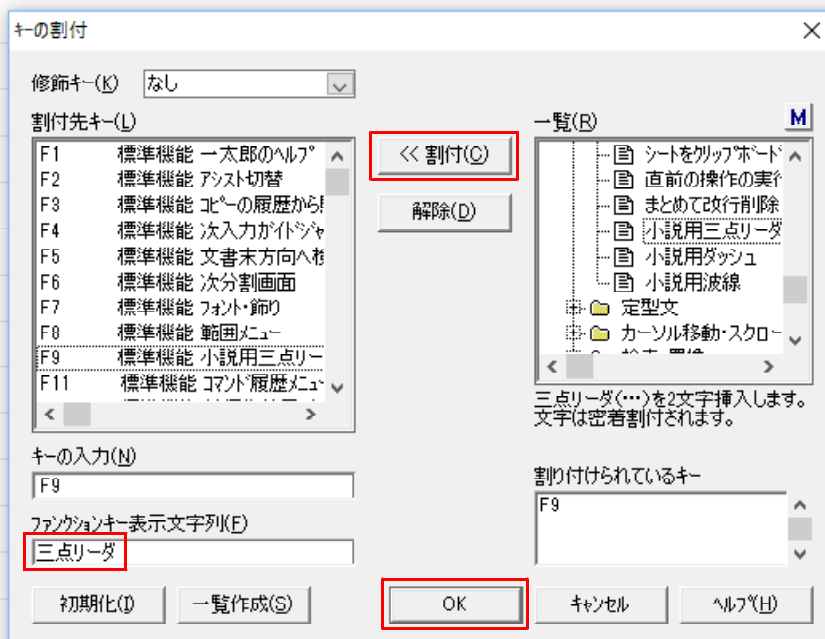 キーの割付
修飾キー(K) なし
割付先キー(L)
F1 標準機能 一太郎のヘルプ
F2 標準機能 アシスト切替
F3 標準機能 コピーの履歴から
F4 標準機能 次入力ガイドジャ
F5 標準機能 文書末方向へ
F6 標準機能 次分割画面
F7 標準機能 フォント・飾り
F8 標準機能 範囲メニュー
F9 標準機能 小説用三点リー
F11 標準機能 コマンド履歴メニュ
キーの入力(N)
F9
ファンクションキー表示文字列(F)
三点リーダ
初期化(I)
一覧作成(S)
<< 割付(C)
解除(D)
一覧(R)
M
シートをクリップボード
直前の操作の実行
まとめて改行削除
小説用三点リーダ
小説用ダッシュ
小説用波線
定型文
カーソル移動・スクロー
三点リーダ(…)を2文字挿入します。
文字は密着割付されます。
割り付けられているキー
F9
OK
キャンセル
ヘルプ(H)